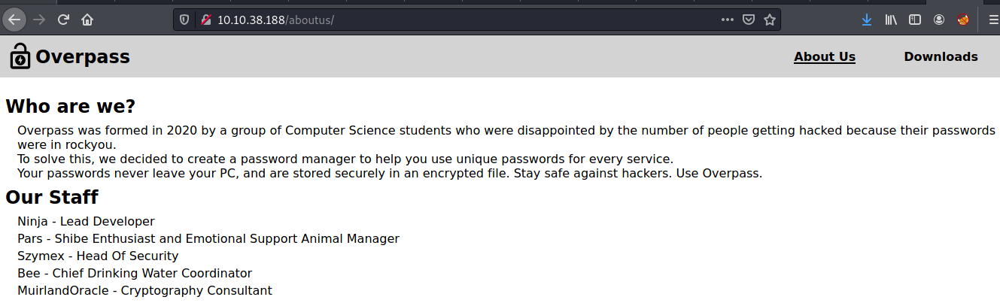 10.10.38.188/aboutus/
Overpass
About Us Downloads
Who are we?
Overpass was formed in 2020 by a group of Computer Science students who were disappointed by the number of people getting hacked because their passwords
were in rockyou.
To solve this, we decided to create a password manager to help you use unique passwords for every service.
Your passwords never leave your PC, and are stored securely in an encrypted file. Stay safe against hackers. Use Overpass.
Our Staff
Ninja - Lead Developer
Pars - Shibe Enthusiast and Emotional Support Animal Manager
Szymex - Head Of Security
Bee - Chief Drinking Water Coordinator
MuirlandOracle - Cryptography Consultant